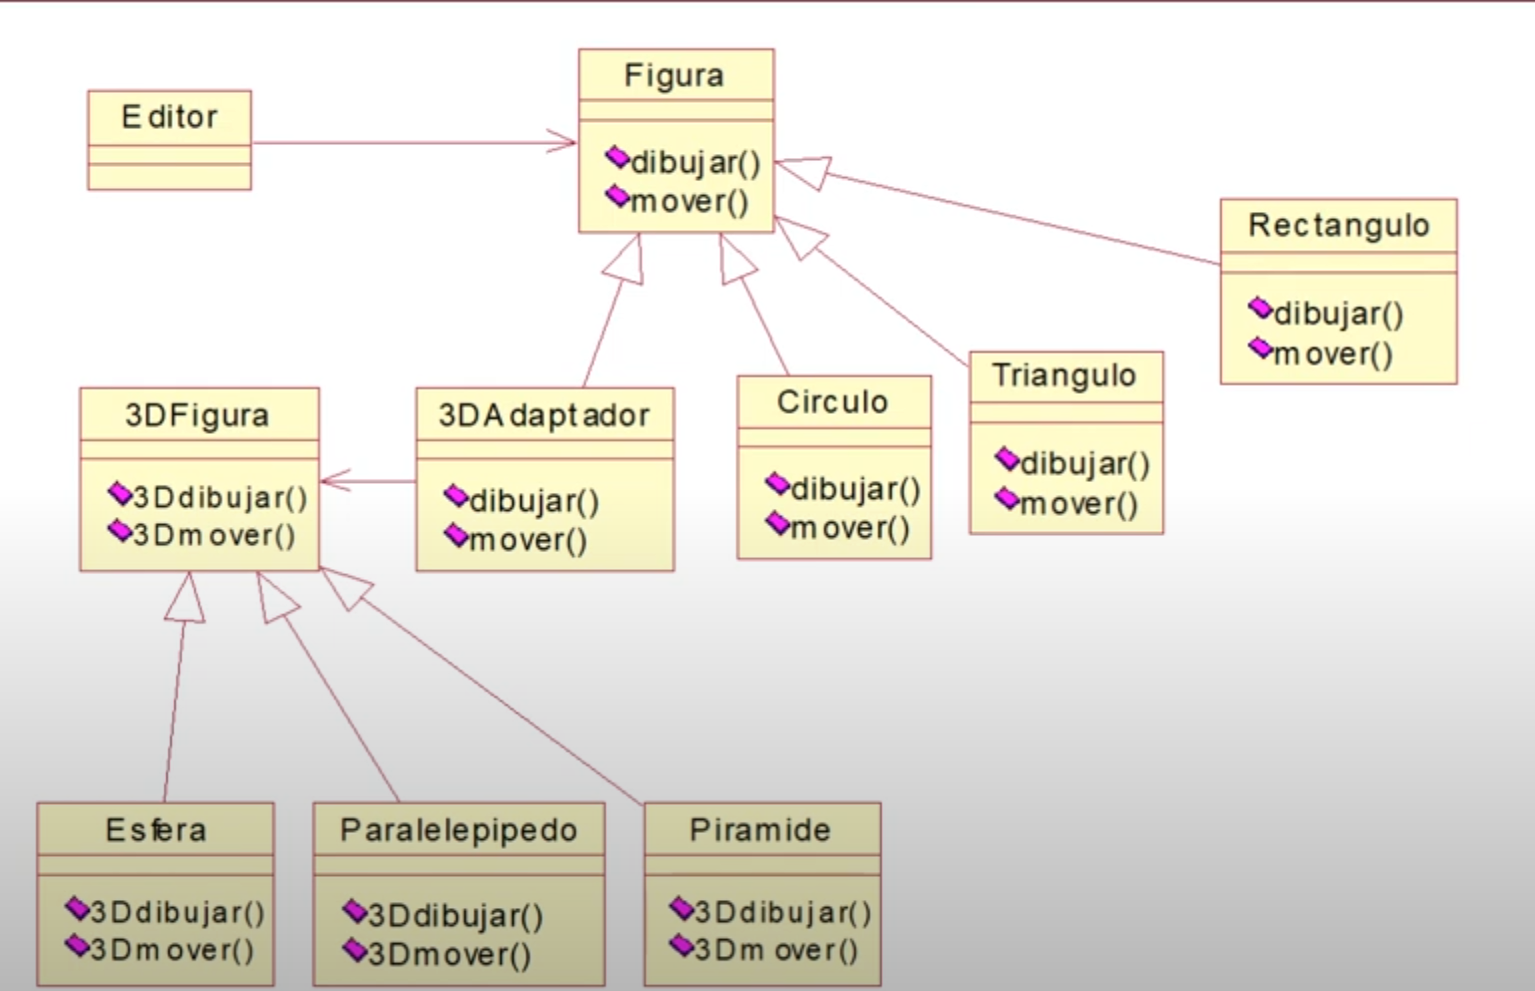 Editor
Figura
dibujar()
mover()
Rectangulo
dibujar()
mover()
3DFigura
3Ddibujar()
3Dmover()
3DAdaptador
dibujar()
mover()
Circulo
dibujar()
mover()
Triangulo
dibujar()
mover()
Esfera
3Ddibujar()
3Dmover()
Paralelepipedo
3Ddibujar()
3Dmover()
Piramide
3Ddibujar()
3Dmover()